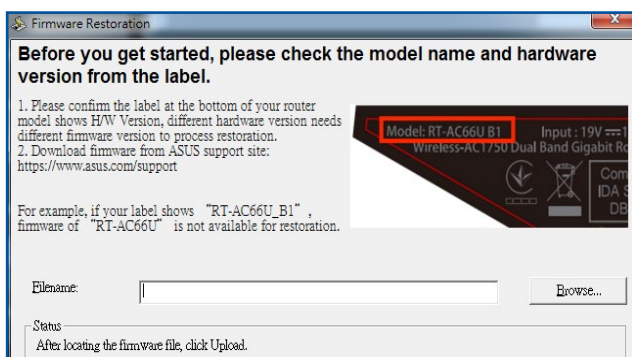 Firmware Restoration
Before you get started, please check the model name and hardware
version from the label.
1. Please confirm the label at the bottom of your router
model shows H/W Version, different hardware version needs
different firmware version to process restoration.
2. Download firmware from ASUS support site:
https://www.asus.com/support
For example, if your label shows “RT-AC66U_B1”,
firmware of “RT-AC66U” is not available for restoration.
Model: RT-AC66U B1 Input : 19V
Wireless-AC1750 Dual Band Gigabit Ro
Com
IDA S
DB
Filename:
Browse...
Status
After locating the firmware file, click Upload.